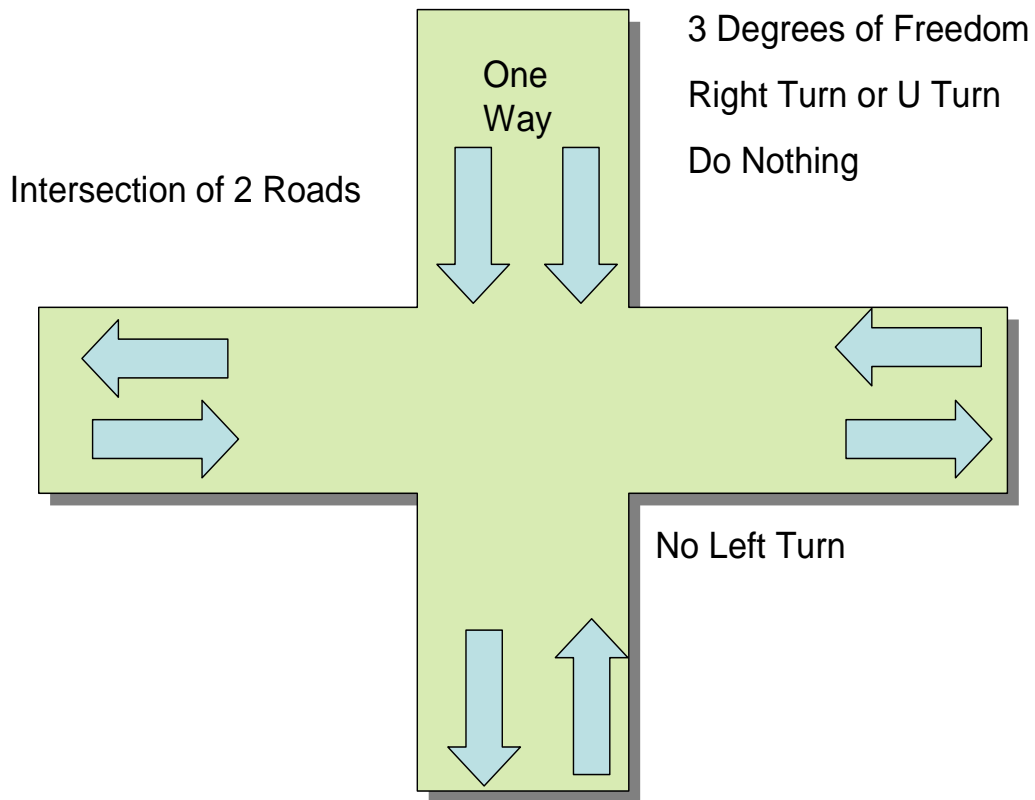 3 Degrees of Freedom
Right Turn or U Turn
Do Nothing
One
Way
Intersection of 2 Roads
No Left Turn